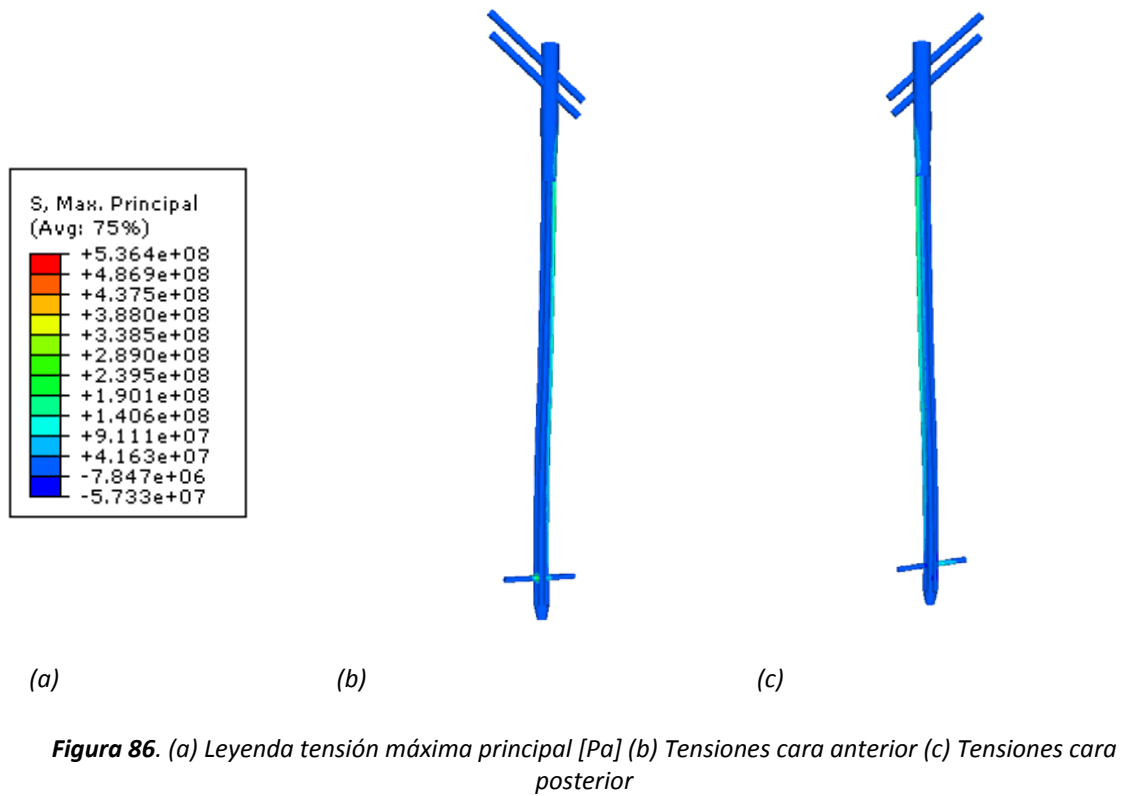 S, Max. Principal
(Avg: 75%)
+5.364e+08
+4.869e+08
+4.375e+08
+3.880e+08
+3.385e+08
+2.890e+08
+2.395e+08
+1.901e+08
+1.406e+08
+9.111e+07
+4.163e+07
-7.847e+06
-5.733e+07
(a) (b) (c)
Figura 86. (a) Leyenda tensión máxima principal [Pa] (b) Tensiones cara anterior (c) Tensiones cara
posterior